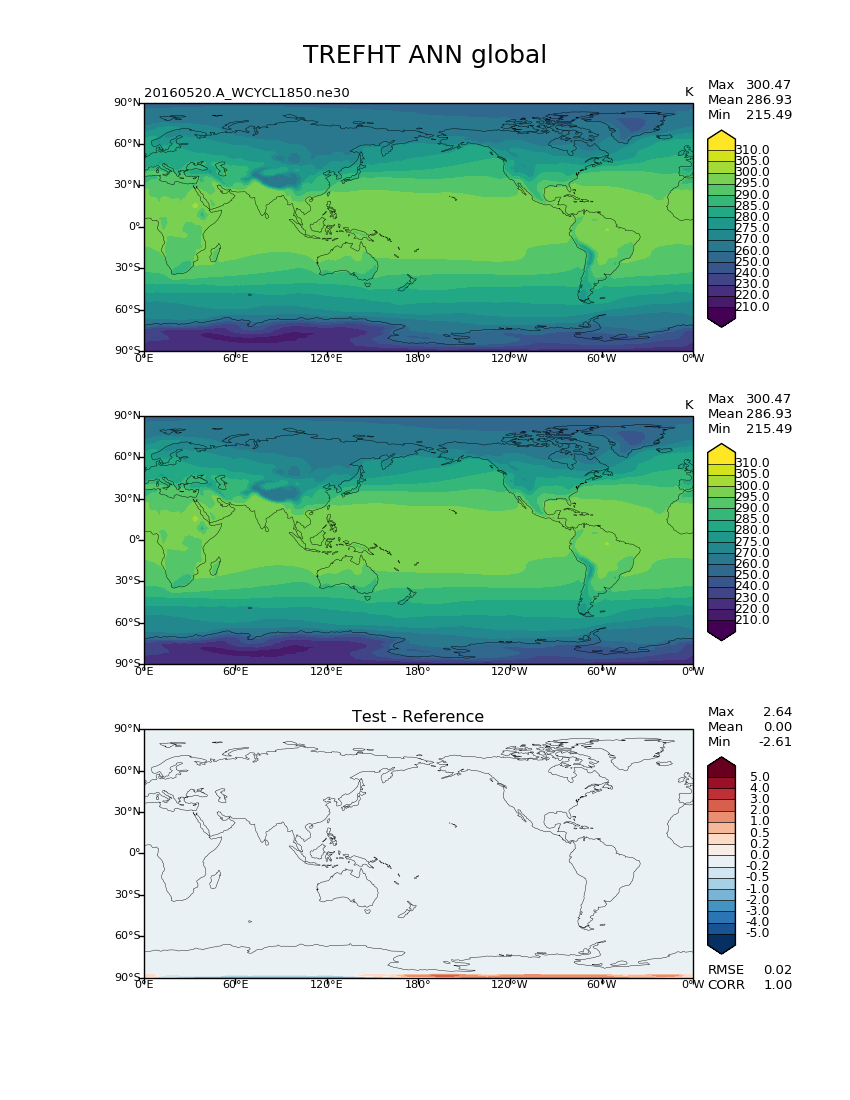 TREFHT ANN global
20160520.A_WCYCL1850.ne30
K
Max 300.47
Mean 286.93
Min 215.49
90°N
60°N
30°N
0°
30°S
60°S
90°S
0°E 60°E 120°E 180° 120°W 60°W 0°W
310.0
305.0
300.0
295.0
290.0
285.0
280.0
275.0
270.0
260.0
250.0
240.0
230.0
220.0
210.0
K
Max 300.47
Mean 286.93
Min 215.49
90°N
60°N
30°N
0°
30°S
60°S
90°S
0°E 60°E 120°E 180° 120°W 60°W 0°W
310.0
305.0
300.0
295.0
290.0
285.0
280.0
275.0
270.0
260.0
250.0
240.0
230.0
220.0
210.0
Test - Reference
Max 2.64
Mean 0.00
Min -2.61
90°N
60°N
30°N
0°
30°S
60°S
90°S
0°E 60°E 120°E 180° 120°W 60°W 0°W
5.0
4.0
3.0
2.0
1.0
0.5
0.2
0.0
-0.2
-0.5
-1.0
-2.0
-3.0
-4.0
-5.0
RMSE 0.02
CORR 1.00